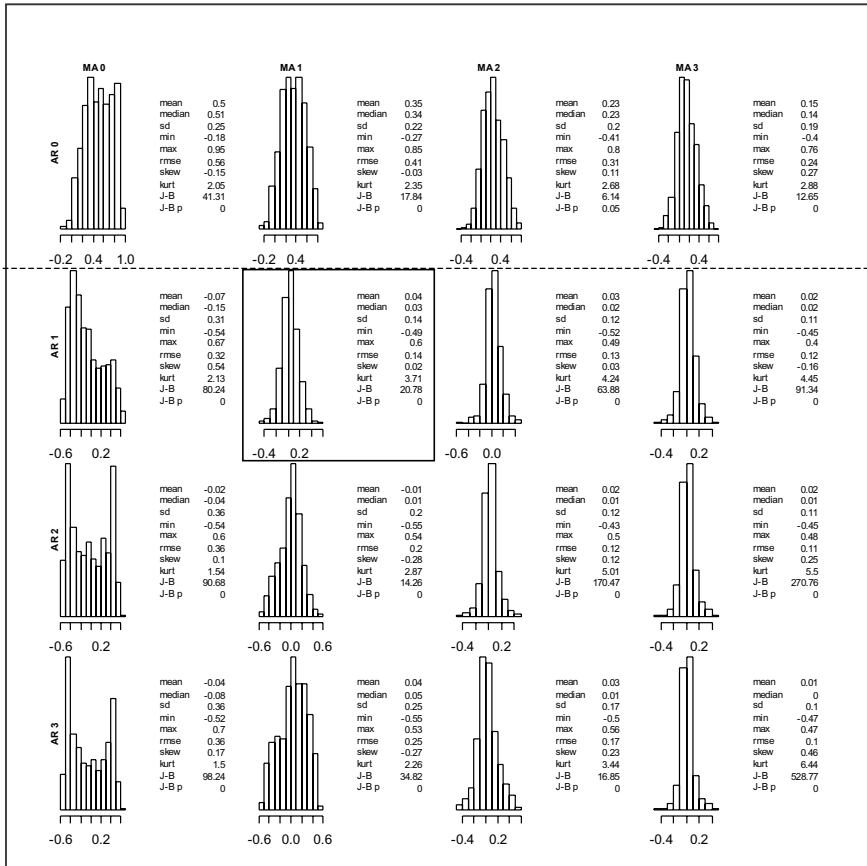 MA 0 MA 1 MA 2 MA 3
AR 0
mean 0.5
median 0.51
sd 0.25
min -0.18
max 0.95
rmse 0.56
skew -0.15
kurt 2.05
J-B 41.31
J-B p 0
-0.2 0.4 1.0
mean 0.35
median 0.34
sd 0.22
min -0.27
max 0.85
rmse 0.41
skew -0.03
kurt 2.35
J-B 17.84
J-B p 0
-0.2 0.4
mean 0.23
median 0.23
sd 0.2
min -0.41
max 0.8
rmse 0.31
skew 0.11
kurt 2.68
J-B 6.14
J-B p 0.05
-0.4 0.4
mean 0.15
median 0.14
sd 0.19
min -0.4
max 0.76
rmse 0.24
skew 0.27
kurt 2.88
J-B 12.65
J-B p 0
-0.4 0.4
AR 1
mean -0.07
median -0.15
sd 0.31
min -0.54
max 0.67
rmse 0.32
skew 0.54
kurt 2.13
J-B 80.24
J-B p 0
-0.6 0.2
mean 0.04
median 0.03
sd 0.14
min -0.49
max 0.6
rmse 0.14
skew 0.02
kurt 3.71
J-B 20.78
J-B p 0
-0.4 0.2
mean 0.03
median 0.02
sd 0.12
min -0.52
max 0.49
rmse 0.13
skew 0.03
kurt 4.24
J-B 63.88
J-B p 0
-0.6 0.0
mean 0.02
median 0.02
sd 0.11
min -0.45
max 0.4
rmse 0.12
skew -0.16
kurt 4.45
J-B 91.34
J-B p 0
-0.4 0.2
AR 2
mean -0.02
median -0.04
sd 0.36
min -0.54
max 0.6
rmse 0.36
skew 0.1
kurt 1.54
J-B 90.68
J-B p 0
-0.6 0.2
mean -0.01
median 0.01
sd 0.2
min -0.55
max 0.54
rmse 0.2
skew -0.28
kurt 2.87
J-B 14.26
J-B p 0
-0.6 0.0 0.6
mean 0.02
median 0.01
sd 0.12
min -0.43
max 0.5
rmse 0.12
skew 0.12
kurt 5.01
J-B 170.47
J-B p 0
-0.4 0.2
mean 0.02
median 0.01
sd 0.11
min -0.45
max 0.48
rmse 0.11
skew 0.25
kurt 5.5
J-B 270.76
J-B p 0
-0.4 0.2
AR 3
mean -0.04
median -0.08
sd 0.36
min -0.52
max 0.7
rmse 0.36
skew 0.17
kurt 1.5
J-B 98.24
J-B p 0
-0.6 0.2
mean 0.04
median 0.05
sd 0.25
min -0.55
max 0.53
rmse 0.25
skew -0.27
kurt 2.26
J-B 34.82
J-B p 0
-0.6 0.0 0.6
mean 0.03
median 0.01
sd 0.17
min -0.5
max 0.56
rmse 0.17
skew 0.23
kurt 3.44
J-B 16.85
J-B p 0
-0.4 0.2
mean 0.01
median 0
sd 0.1
min -0.47
max 0.47
rmse 0.1
skew 0.46
kurt 6.44
J-B 528.77
J-B p 0
-0.4 0.2